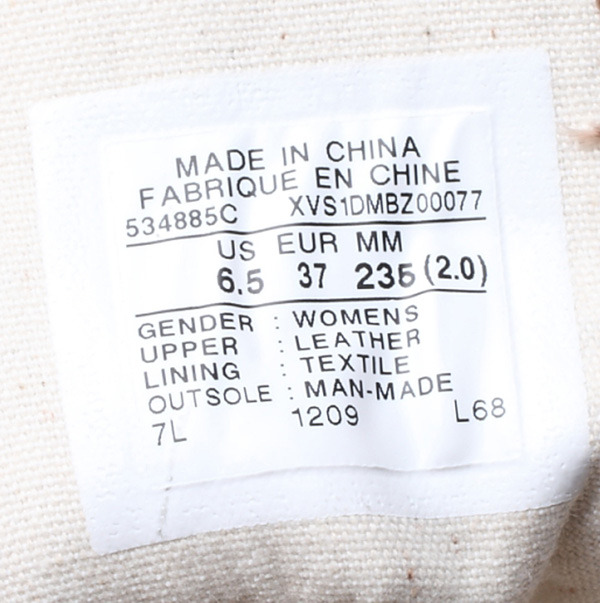 MADE IN CHINA
FABRIQUE EN CHINE
534885C XVS1DMBZ00077
US EUR MM
6.5 37 235 (2.0)
GENDER : WOMENS
UPPER : LEATHER
LINING : TEXTILE
OUTSOLE : MAN-MADE
7L 1209 L68